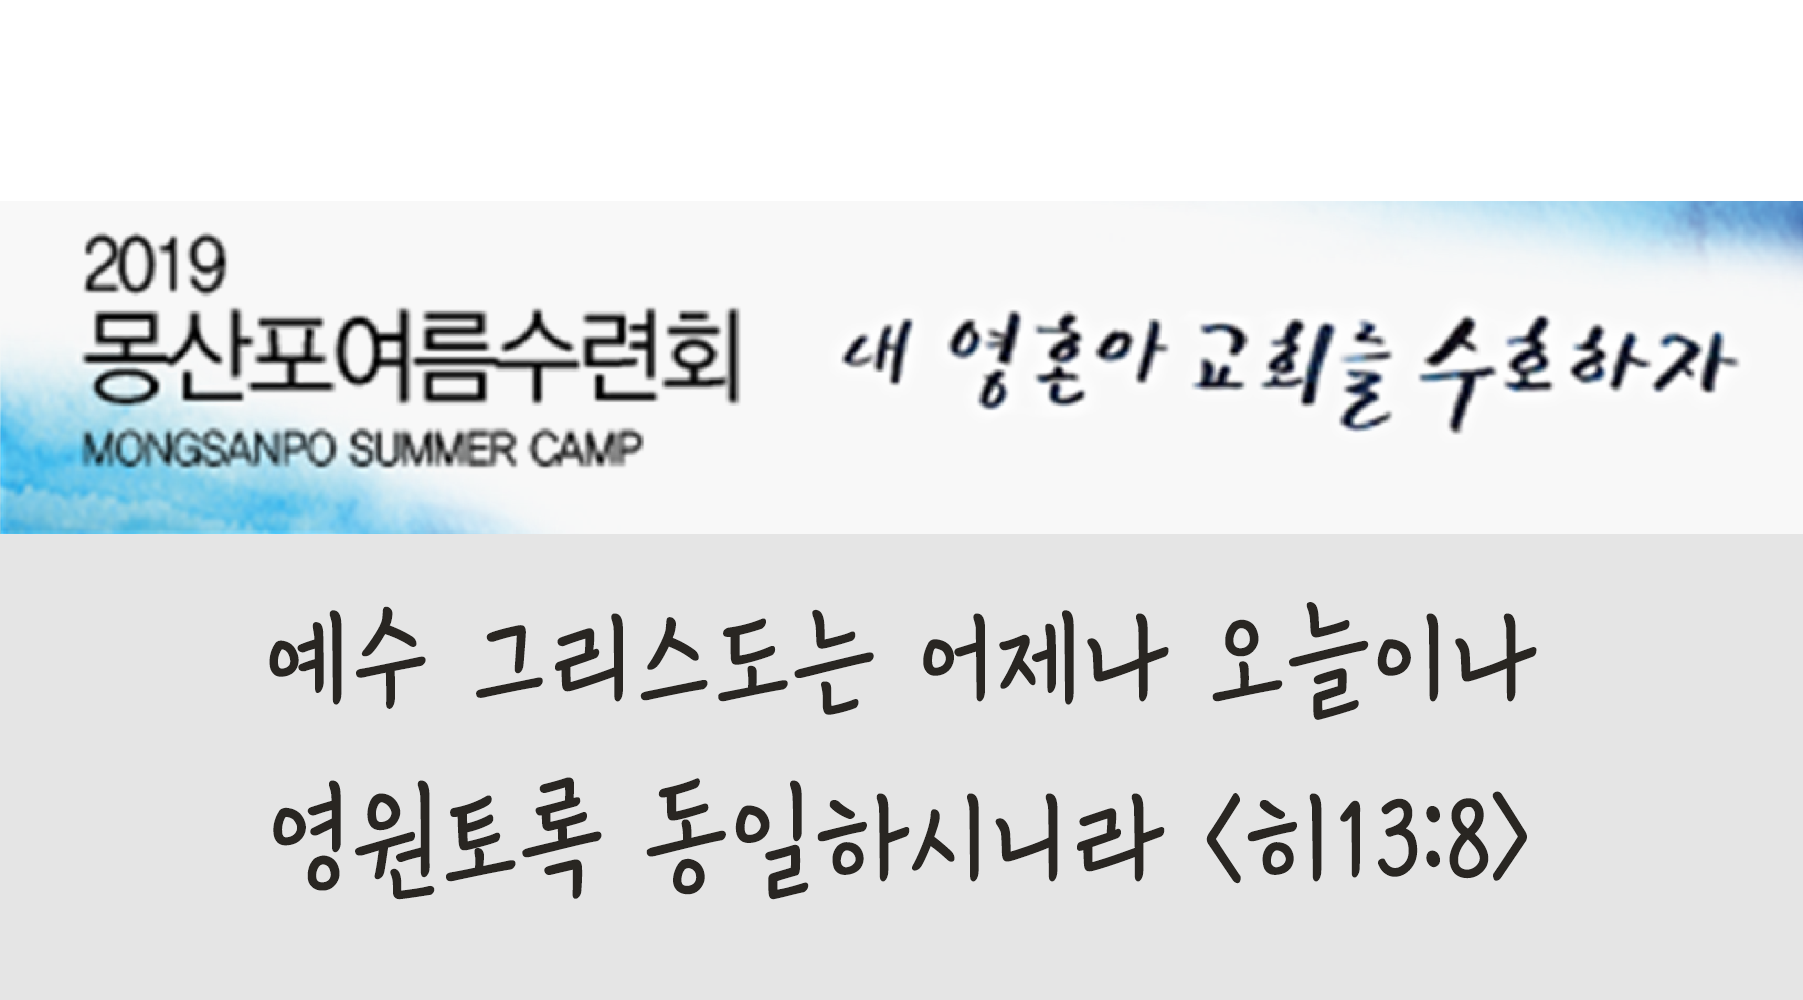 2019
몽산포여름수련회
MONGSANPO SUMMER CAMP
내 영혼아 교회를 수호하자
예수 그리스도는 어제나 오늘이나
영원토록 동일하시니라 <히13:8>